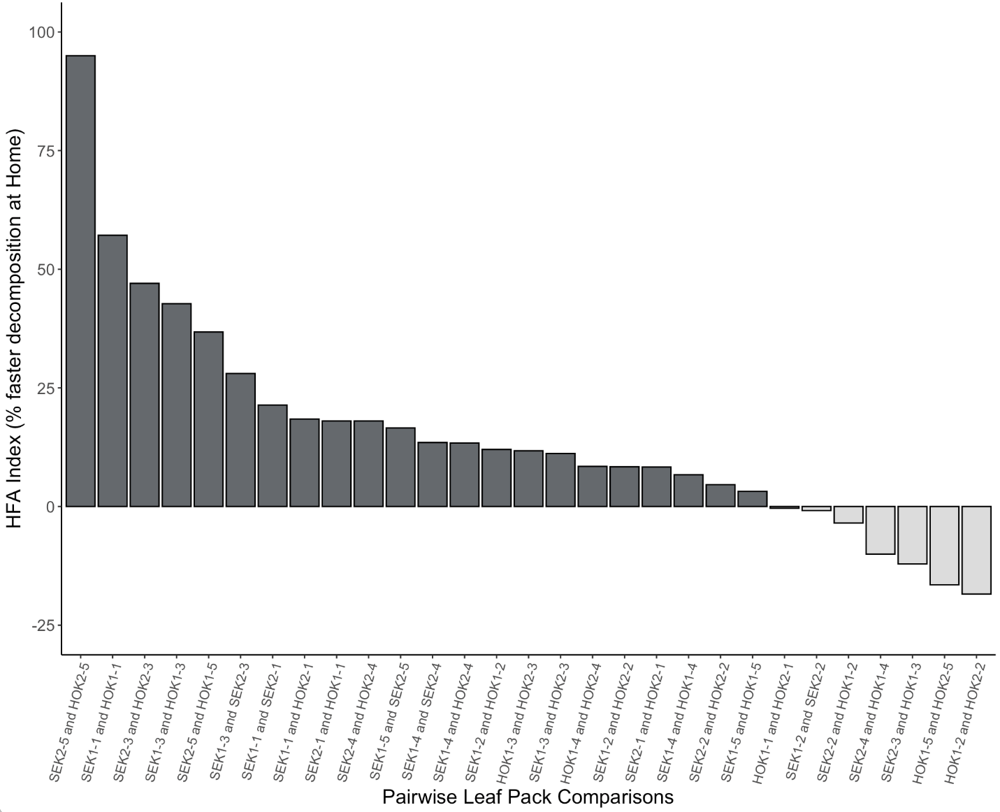 HFA Index (% faster decomposition at Home)
100
75
50
25
0
-25
SEK2-5 and HOK2-5
SEK1-1 and HOK1-1
SEK2-3 and HOK2-3
SEK1-3 and HOK1-3
SEK2-5 and HOK1-5
SEK1-3 and SEK2-3
SEK1-1 and SEK2-1
SEK1-1 and HOK2-1
SEK2-1 and HOK1-1
SEK2-4 and HOK2-4
SEK1-5 and SEK2-5
SEK1-4 and SEK2-4
SEK1-4 and HOK2-4
SEK1-2 and HOK1-2
HOK1-3 and HOK2-3
SEK1-3 and HOK2-3
HOK1-4 and HOK2-4
SEK1-2 and HOK2-2
SEK2-1 and HOK2-1
SEK1-4 and HOK1-4
SEK2-2 and HOK2-2
SEK1-5 and HOK1-5
HOK1-1 and HOK2-1
SEK1-2 and SEK2-2
SEK2-2 and HOK1-2
SEK2-4 and HOK1-4
SEK2-3 and HOK1-3
HOK1-5 and HOK2-5
HOK1-2 and HOK2-2
Pairwise Leaf Pack Comparisons